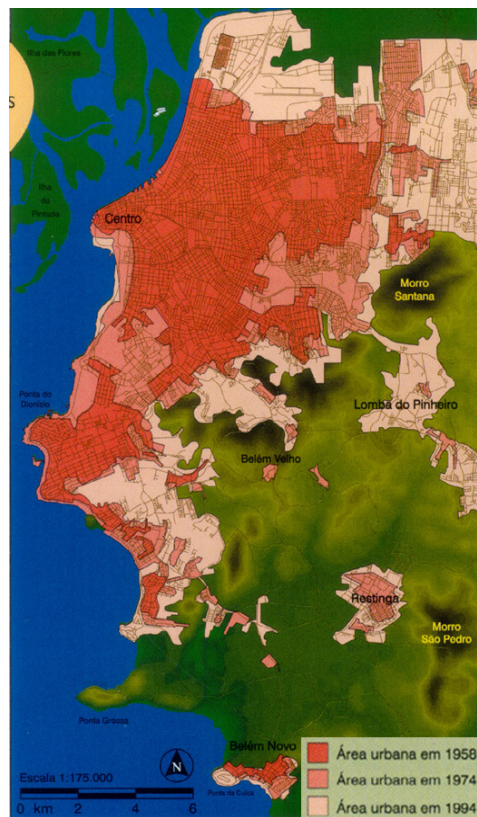 Ilha das Flores
S
Ilha
da
Pintada
Centro
Morro
Santana
Ponta do
Dionízio
Lomba do Pinheiro
Belém Velho
Restinga
Morro
São Pedro
Ponta Grossa
Belém Novo
Ponta da Cuíca
N
Escala 1:175.000
0 km 2 4 6
Área urbana em 1958
Área urbana em 1974
Área urbana em 1994